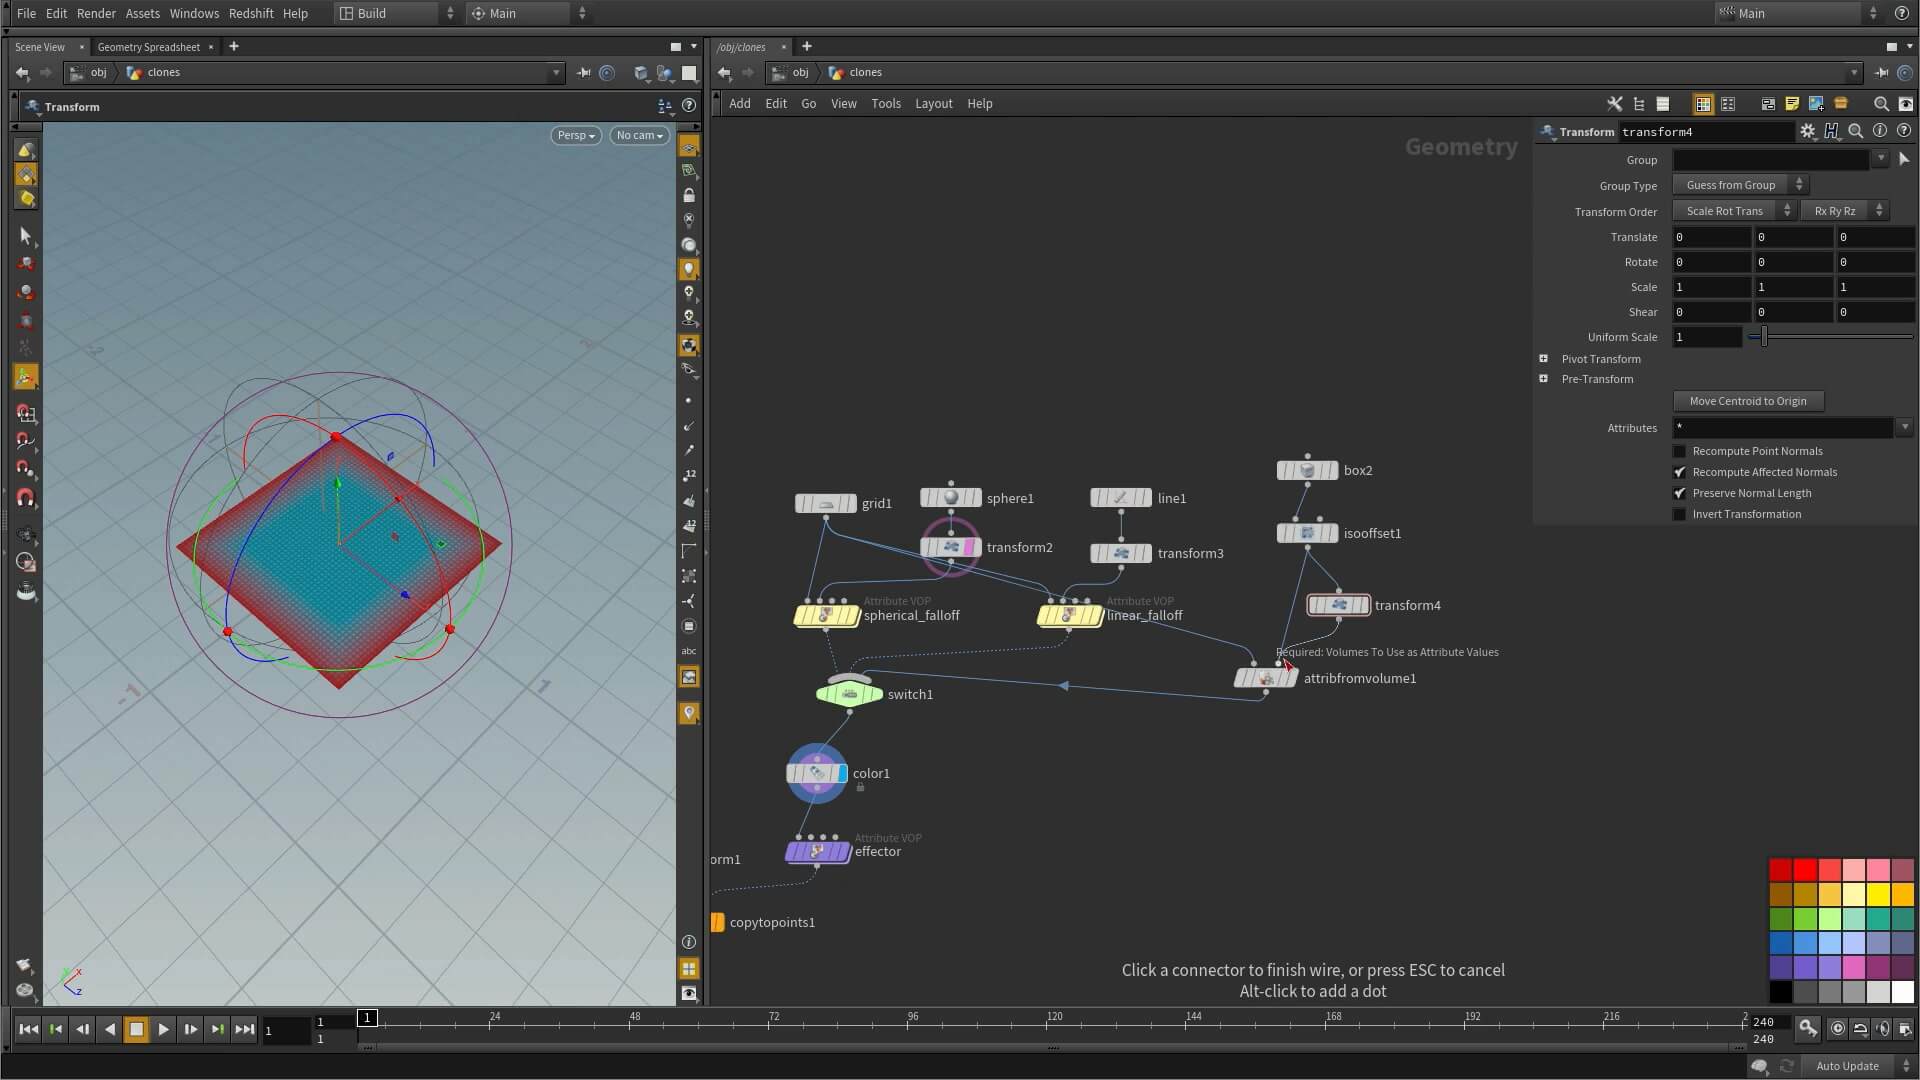 File Edit Render Assets Windows Redshift Help
Build
Main
Main
Scene View
Geometry Spreadsheet
/obj/clones
obj
clones
obj
clones
Add Edit Go View Tools Layout Help
Transform
Persp
No cam
Geometry
Transform
transform4
Group
Group Type
Guess from Group
Transform Order
Scale Rot Trans
Rx Ry Rz
Translate
0 0 0
Rotate
0 0 0
Scale
1 1 1
Shear
0 0 0
Uniform Scale
1
Pivot Transform
Pre-Transform
Move Centroid to Origin
Attributes
*
Recompute Point Normals
Recompute Affected Normals
Preserve Normal Length
Invert Transformation
box2
grid1
sphere1
line1
isooffset1
transform2
transform3
transform4
Attribute VOP
spherical_falloff
Attribute VOP
linear_falloff
Required: Volumes To Use as Attribute Values
attribfromvolume1
switch1
color1
Attribute VOP
effector
orm1
copytopoints1
Click a connector to finish wire, or press ESC to cancel
Alt-click to add a dot
12
12
abc
1
1
Y
X
Z
1
1
1
1
24
48
72
96
120
144
168
192
216
2
240
240
Auto Update